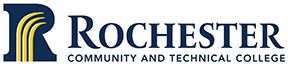 ROCHESTER
COMMUNITY AND TECHNICAL COLLEGE